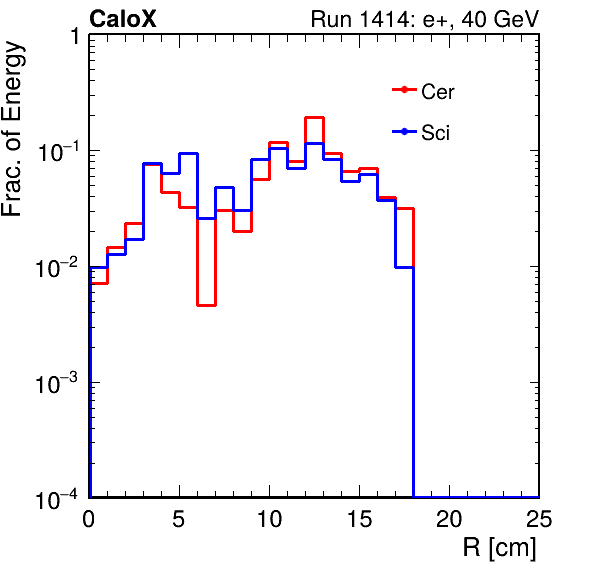 CaloX Run 1414: e+, 40 GeV
Frac. of Energy
1
10⁻¹
10⁻²
10⁻³
10⁻⁴
Cer
Sci
0 5 10 15 20 25
R [cm]